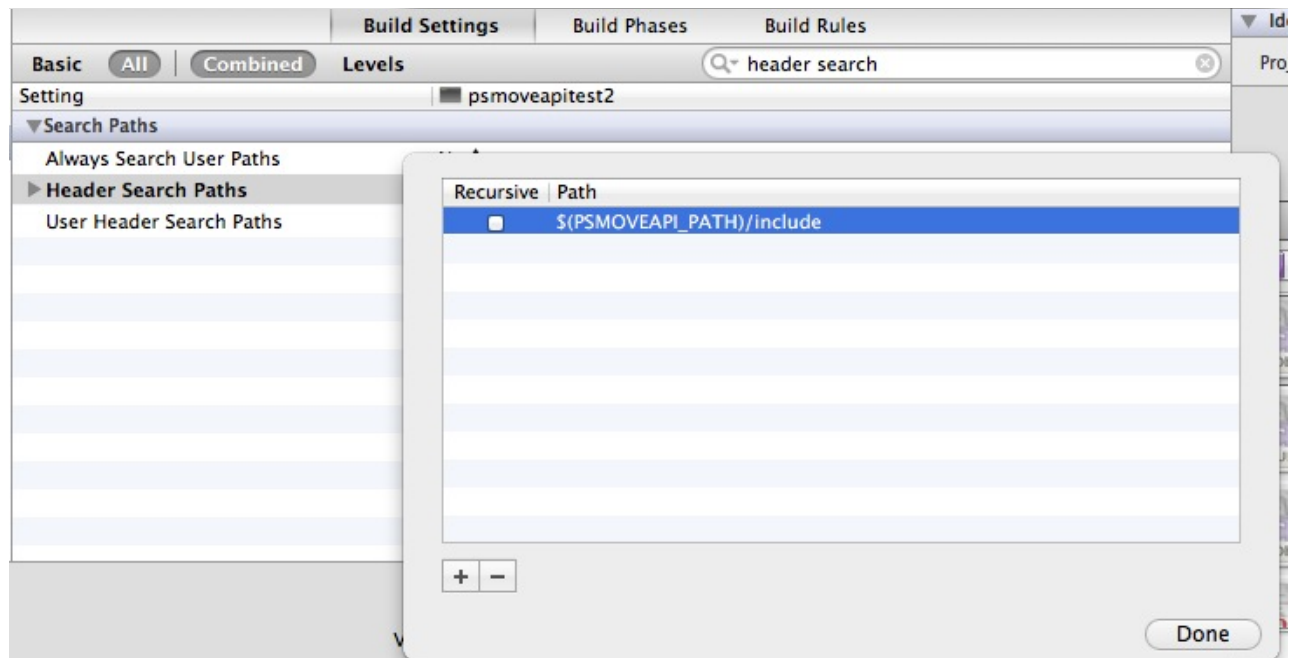 Build Settings Build Phases Build Rules
Basic All Combined Levels header search
Setting psmoveapitest2
Search Paths
Always Search User Paths
Header Search Paths
User Header Search Paths
Recursive Path
$(PSMOVEAPI_PATH)/include
+ −
Done